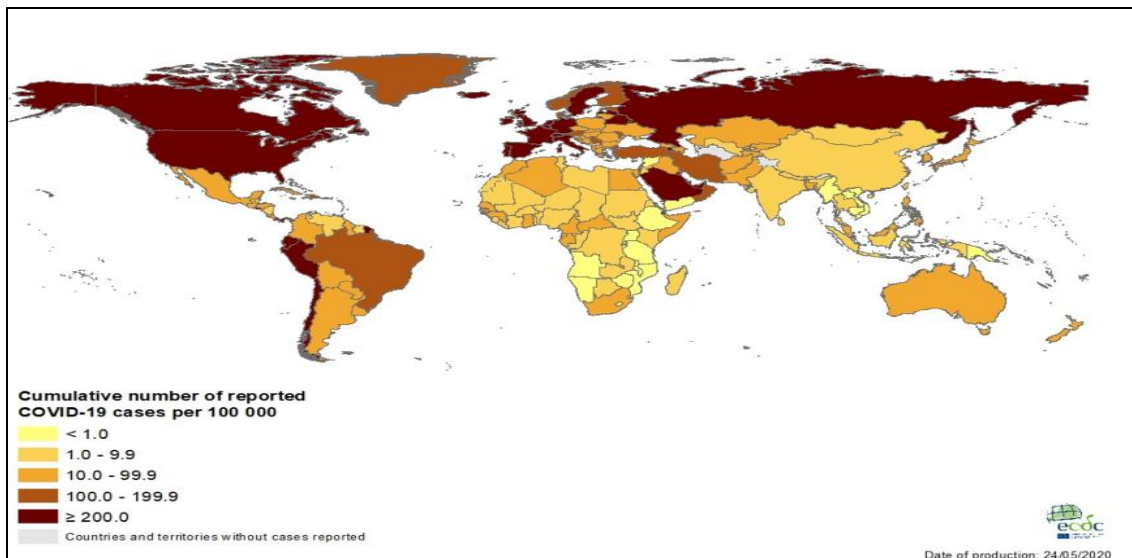 Cumulative number of reported
COVID-19 cases per 100 000
< 1.0
1.0 - 9.9
10.0 - 99.9
100.0 - 199.9
≥ 200.0
Countries and territories without cases reported
ecdc
Date of production: 24/05/2020